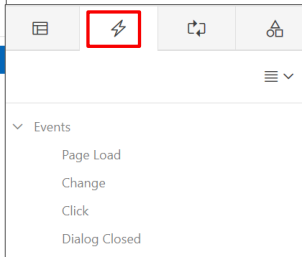 Events
Page Load
Change
Click
Dialog Closed